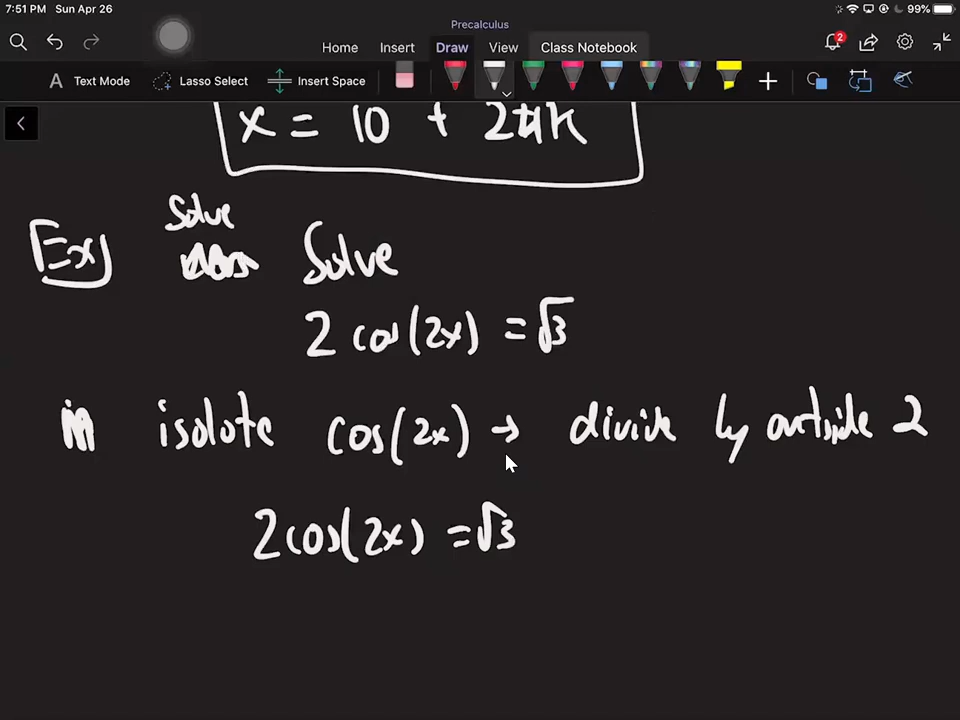 7:51 PM Sun Apr 26
99%
Precalculus
Home Insert Draw View Class Notebook
2
Text Mode Lasso Select Insert Space
x = 10 + 2πk
Ex) Solve
Solve
2 cos(2x) = √3
isolate cos(2x) → divide by outside 2
2cos(2x) = √3